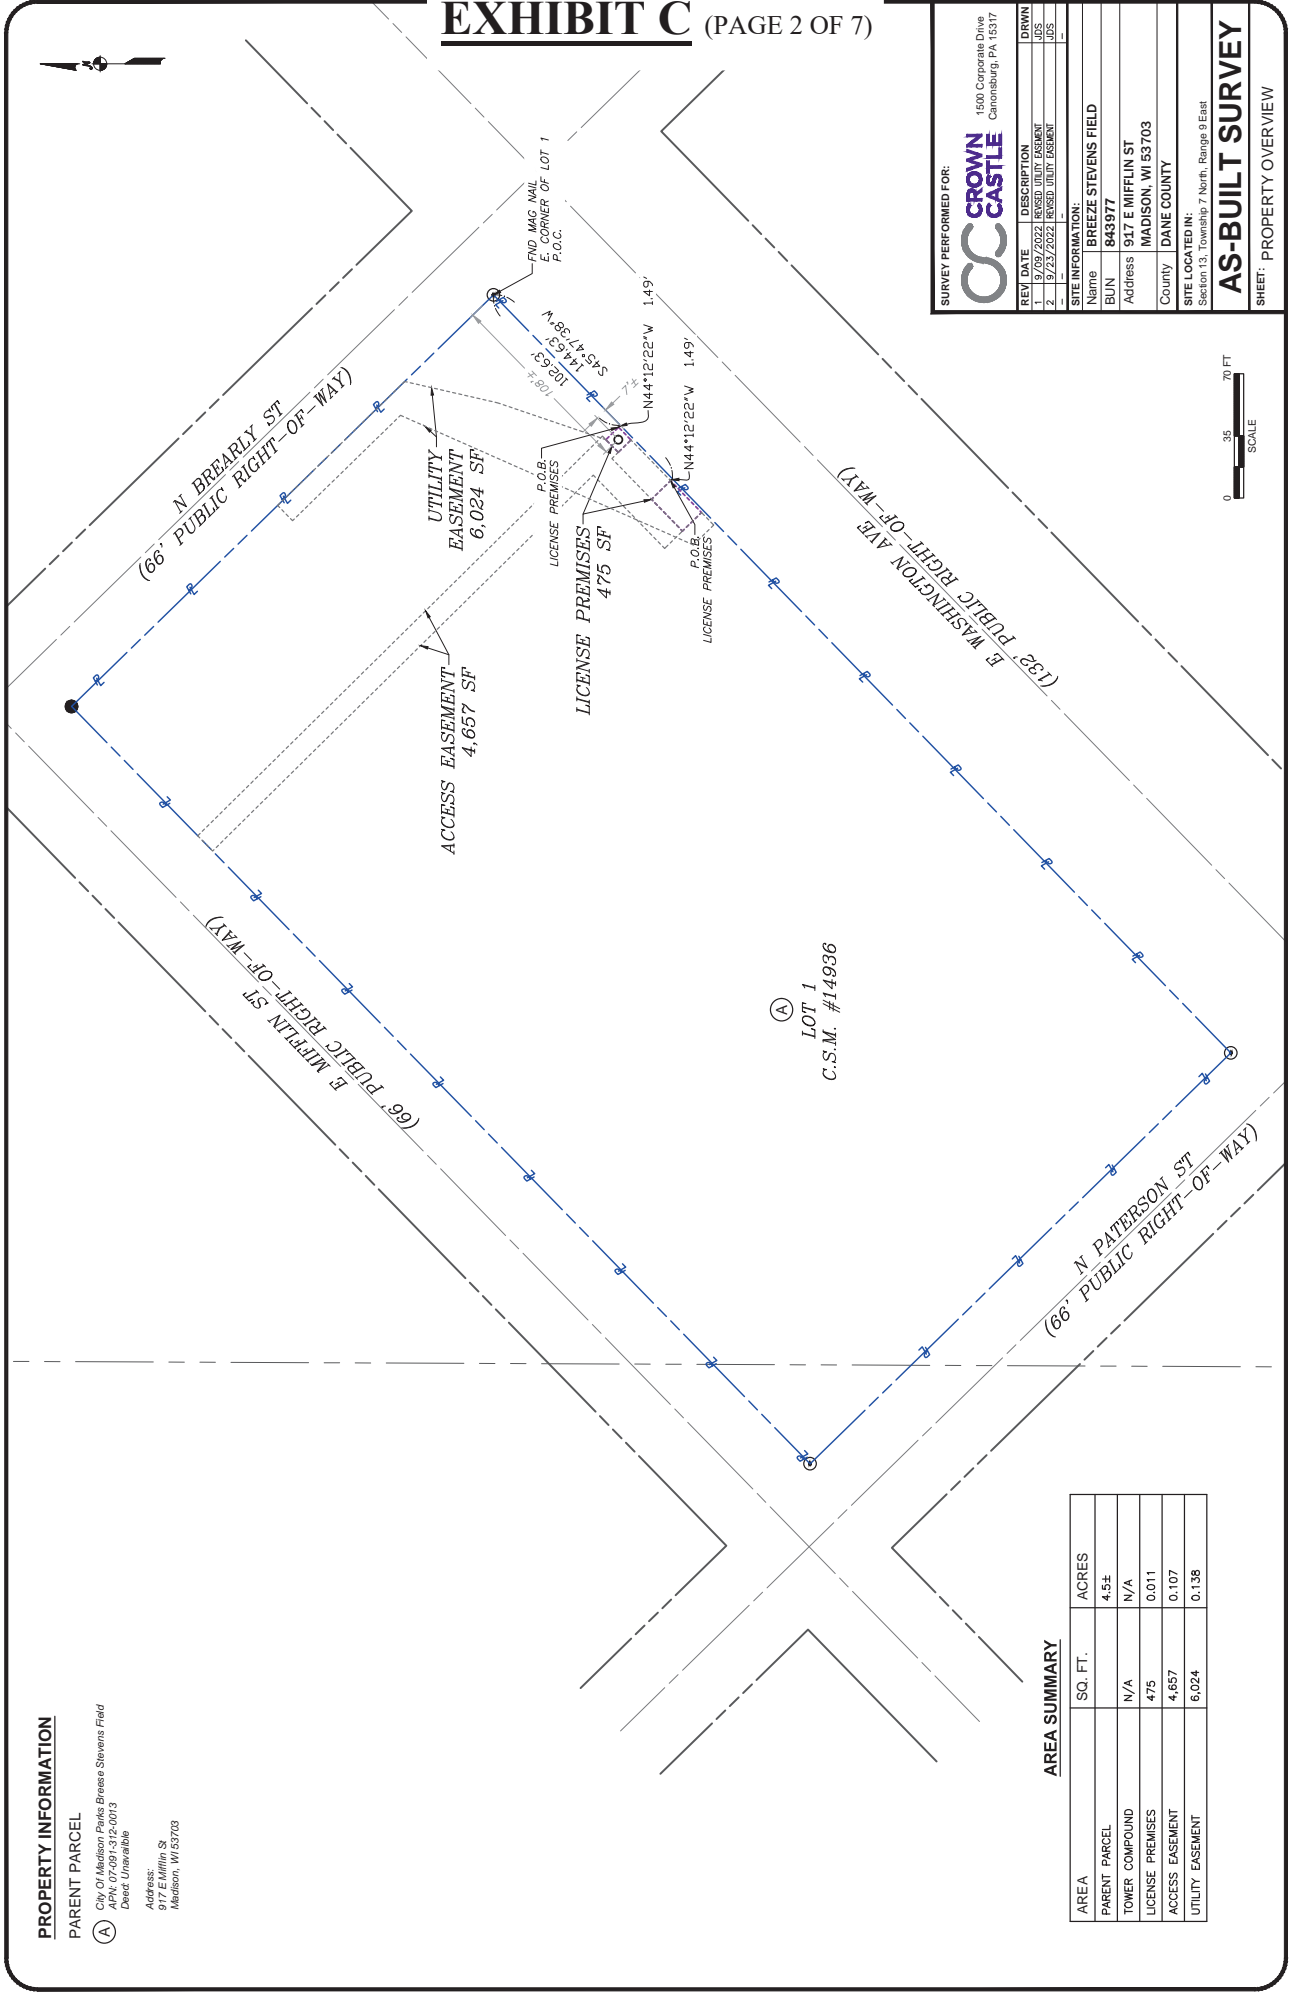 EXHIBIT C (PAGE 2 OF 7)
PROPERTY INFORMATION
PARENT PARCEL
A
City Of Madison Parks Breese Stevens Field
APN: 07-091-312-0013
Deed: Unavailble
Address:
917 E Mifflin St
Madison, WI 53703
N
N BREARLY ST
(66' PUBLIC RIGHT-OF-WAY)
E MIFFLIN ST
(66' PUBLIC RIGHT-OF-WAY)
FND MAG NAIL
E. CORNER OF LOT 1
P.O.C.
S45°47'38"W
144.63'
102.63'
108'±
7'±
N44°12'22"W 1.49'
N44°12'22"W 1.49'
UTILITY
EASEMENT
6,024 SF
P.O.B.
LICENSE PREMISES
LICENSE PREMISES
475 SF
P.O.B.
LICENSE PREMISES
ACCESS EASEMENT
4,657 SF
A
LOT 1
C.S.M. #14936
E WASHINGTON AVE
(132' PUBLIC RIGHT-OF-WAY)
N PATERSON ST
(66' PUBLIC RIGHT-OF-WAY)
AREA SUMMARY
AREA SQ. FT. ACRES
PARENT PARCEL 4.5±
TOWER COMPOUND N/A N/A
LICENSE PREMISES 475 0.011
ACCESS EASEMENT 4,657 0.107
UTILITY EASEMENT 6,024 0.138
0 35 70 FT
SCALE
SURVEY PERFORMED FOR:
CROWN
CASTLE
1500 Corporate Drive
Canonsburg, PA 15317
REV DATE DESCRIPTION DRWN
1 9/09/2022 REVISED UTILITY EASEMENT JDS
2 9/23/2022 REVISED UTILITY EASEMENT JDS
- - - -
SITE INFORMATION:
Name BREEZE STEVENS FIELD
BUN 843977
Address 917 E MIFFLIN ST
MADISON, WI 53703
County DANE COUNTY
SITE LOCATED IN:
Section 13, Township 7 North, Range 9 East
AS-BUILT SURVEY
SHEET: PROPERTY OVERVIEW